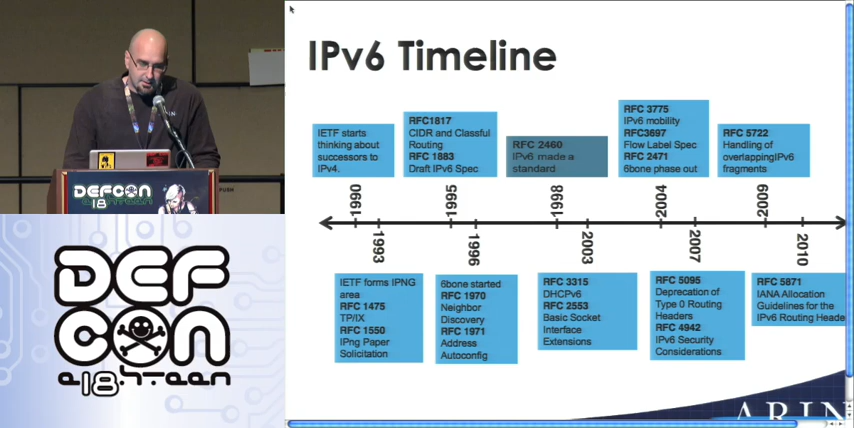 IPv6 Timeline
IETF starts
thinking about
successors to
IPv4.
RFC1817
CIDR and Classful
Routing
RFC 1883
Draft IPv6 Spec
RFC 2460
IPv6 made a
standard
RFC 3775
IPv6 mobility
RFC3697
Flow Label Spec
RFC 2471
6bone phase out
RFC 5722
Handling of
overlappingIPv6
fragments
1990
1993
1995
1996
1998
2003
2004
2007
2009
2010
IETF forms IPNG
area
RFC 1475
TP/IX
RFC 1550
IPng Paper
Solicitation
6bone started
RFC 1970
Neighbor
Discovery
RFC 1971
Address
Autoconfig
RFC 3315
DHCPv6
RFC 2553
Basic Socket
Interface
Extensions
RFC 5095
Deprecation of
Type 0 Routing
Headers
RFC 4942
IPv6 Security
Considerations
RFC 5871
IANA Allocation
Guidelines for the
IPv6 Routing Heade
ARIN
PUSH
DEFCON
18
DEF
CON
e18hteen